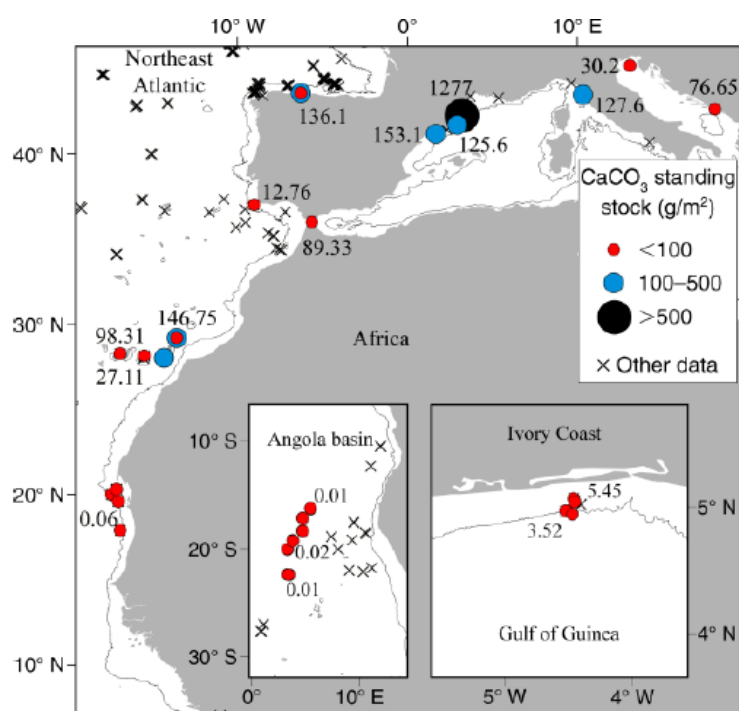 10° W
0°
10° E
Northeast
Atlantic
1277
30.2
76.65
136.1
127.6
153.1
125.6
40° N
CaCO₃ standing
stock (g/m²)
<100
100–500
>500
Other data
12.76
89.33
30° N
146.75
98.31
27.11
Africa
20° N
0.06
10° N
10° S
Angola basin
0.01
20° S
0.02
0.01
30° S
0°
10° E
Ivory Coast
5.45
5° N
3.52
Gulf of Guinea
4° N
5° W
4° W